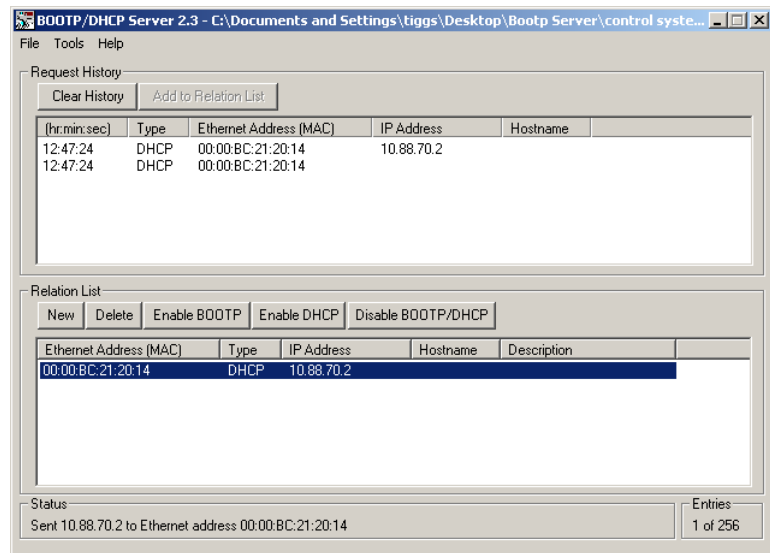 BOOTP/DHCP Server 2.3 - C:\Documents and Settings\tiggs\Desktop\Bootp Server\control syste...
File Tools Help
Request History
Clear History Add to Relation List
(hr:min:sec) Type Ethernet Address (MAC) IP Address Hostname
12:47:24 DHCP 00:00:BC:21:20:14 10.88.70.2
12:47:24 DHCP 00:00:BC:21:20:14
Relation List
New Delete Enable BOOTP Enable DHCP Disable BOOTP/DHCP
Ethernet Address (MAC) Type IP Address Hostname Description
00:00:BC:21:20:14 DHCP 10.88.70.2
Status
Sent 10.88.70.2 to Ethernet address 00:00:BC:21:20:14
Entries
1 of 256